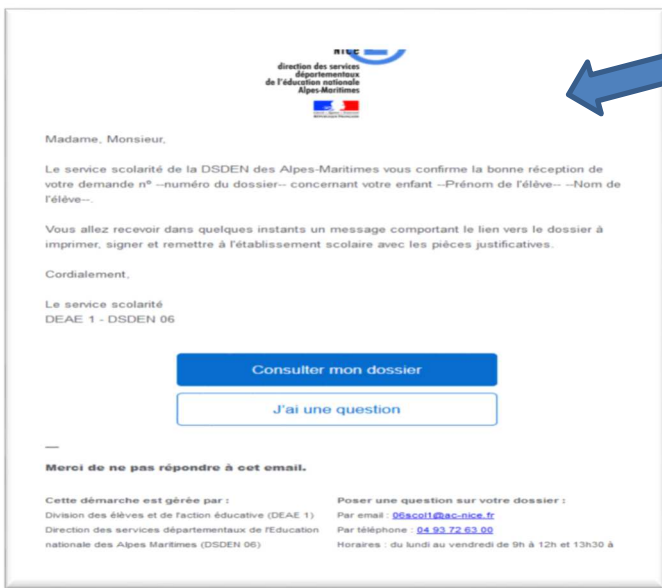 NICE
direction des services
départementaux
de l'éducation nationale
Alpes-Maritimes
Madame, Monsieur,
Le service scolarité de la DSDEN des Alpes-Maritimes vous confirme la bonne réception de
votre demande n° --numéro du dossier-- concernant votre enfant --Prénom de l'élève-- --Nom de
l'élève--.
Vous allez recevoir dans quelques instants un message comportant le lien vers le dossier à
imprimer, signer et remettre à l'établissement scolaire avec les pièces justificatives.
Cordialement,
Le service scolarité
DEAE 1 - DSDEN 06
Consulter mon dossier
J'ai une question
—
Merci de ne pas répondre à cet email.
Cette démarche est gérée par :
Division des élèves et de l'action éducative (DEAE 1)
Direction des services départementaux de l'Education
nationale des Alpes Maritimes (DSDEN 06)
Poser une question sur votre dossier :
Par email : 06scol1@ac-nice.fr
Par téléphone : 04 93 72 63 00
Horaires : du lundi au vendredi de 9h à 12h et 13h30 à